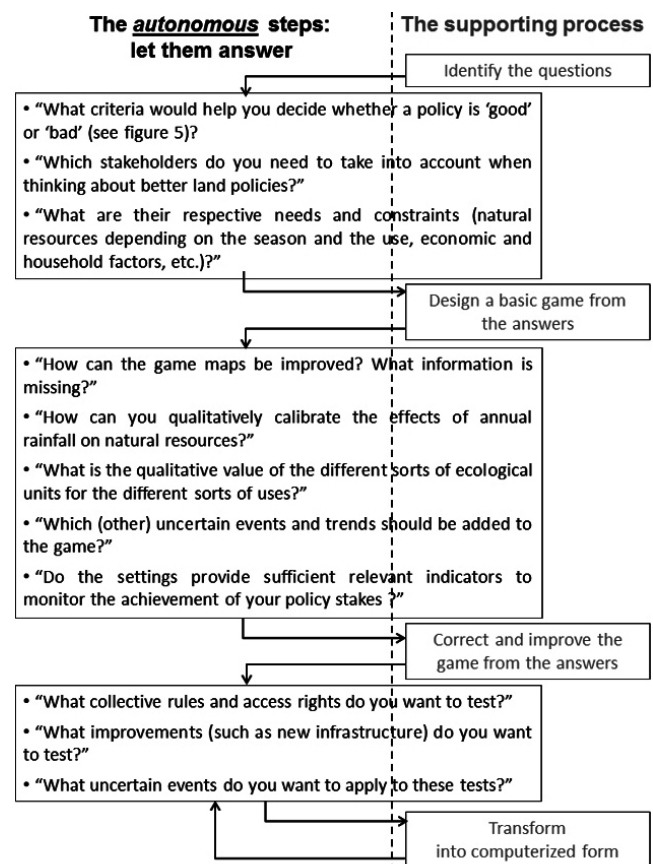 The autonomous steps:
let them answer
The supporting process
Identify the questions
• “What criteria would help you decide whether a policy is ‘good’
or ‘bad’ (see figure 5)?
• “Which stakeholders do you need to take into account when
thinking about better land policies?”
• “What are their respective needs and constraints (natural
resources depending on the season and the use, economic and
household factors, etc.)?”
Design a basic game from
the answers
• “How can the game maps be improved? What information is
missing?”
• “How can you qualitatively calibrate the effects of annual
rainfall on natural resources?”
• “What is the qualitative value of the different sorts of ecological
units for the different sorts of uses?”
• “Which (other) uncertain events and trends should be added to
the game?”
• “Do the settings provide sufficient relevant indicators to
monitor the achievement of your policy stakes ?”
Correct and improve the
game from the answers
• “What collective rules and access rights do you want to test?”
• “What improvements (such as new infrastructure) do you want
to test?”
• “What uncertain events do you want to apply to these tests?”
Transform
into computerized form